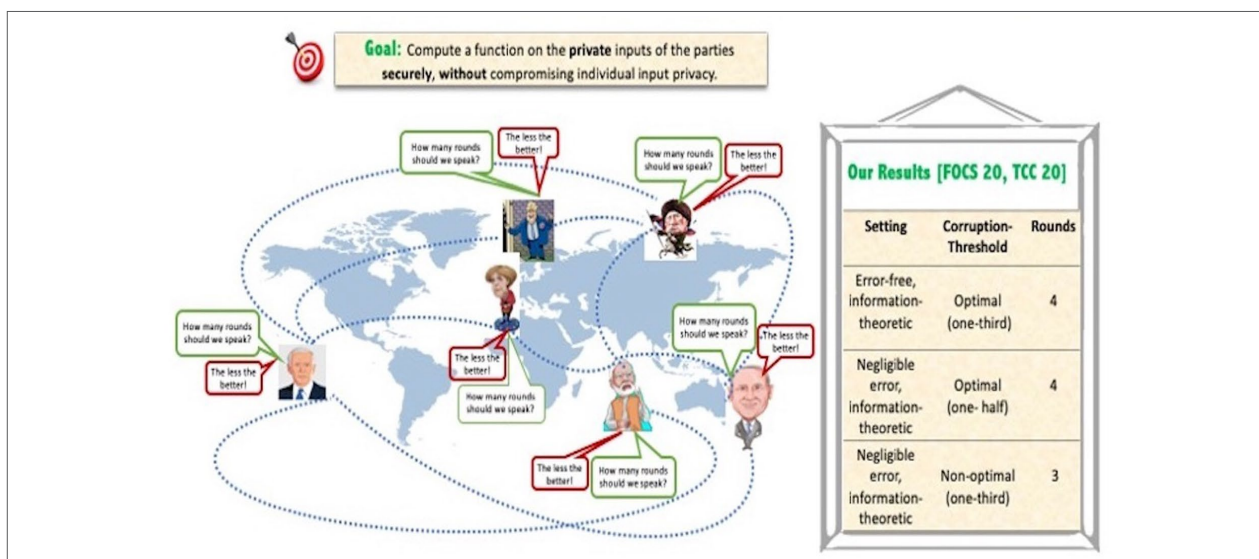 Goal: Compute a function on the private inputs of the parties
securely, without compromising individual input privacy.
How many rounds
should we speak?
The less the
better!
How many rounds
should we speak?
The less the
better!
How many rounds
should we speak?
The less the
better!
The less the
better!
How many rounds
should we speak?
How many rounds
should we speak?
The less the
better!
The less the
better!
How many rounds
should we speak?
Our Results [FOCS 20, TCC 20]
Setting Corruption- Rounds
Threshold
Error-free,
information- Optimal 4
theoretic (one-third)
Negligible
error, Optimal 4
information- (one- half)
theoretic
Negligible
error, Non-optimal 3
information- (one-third)
theoretic